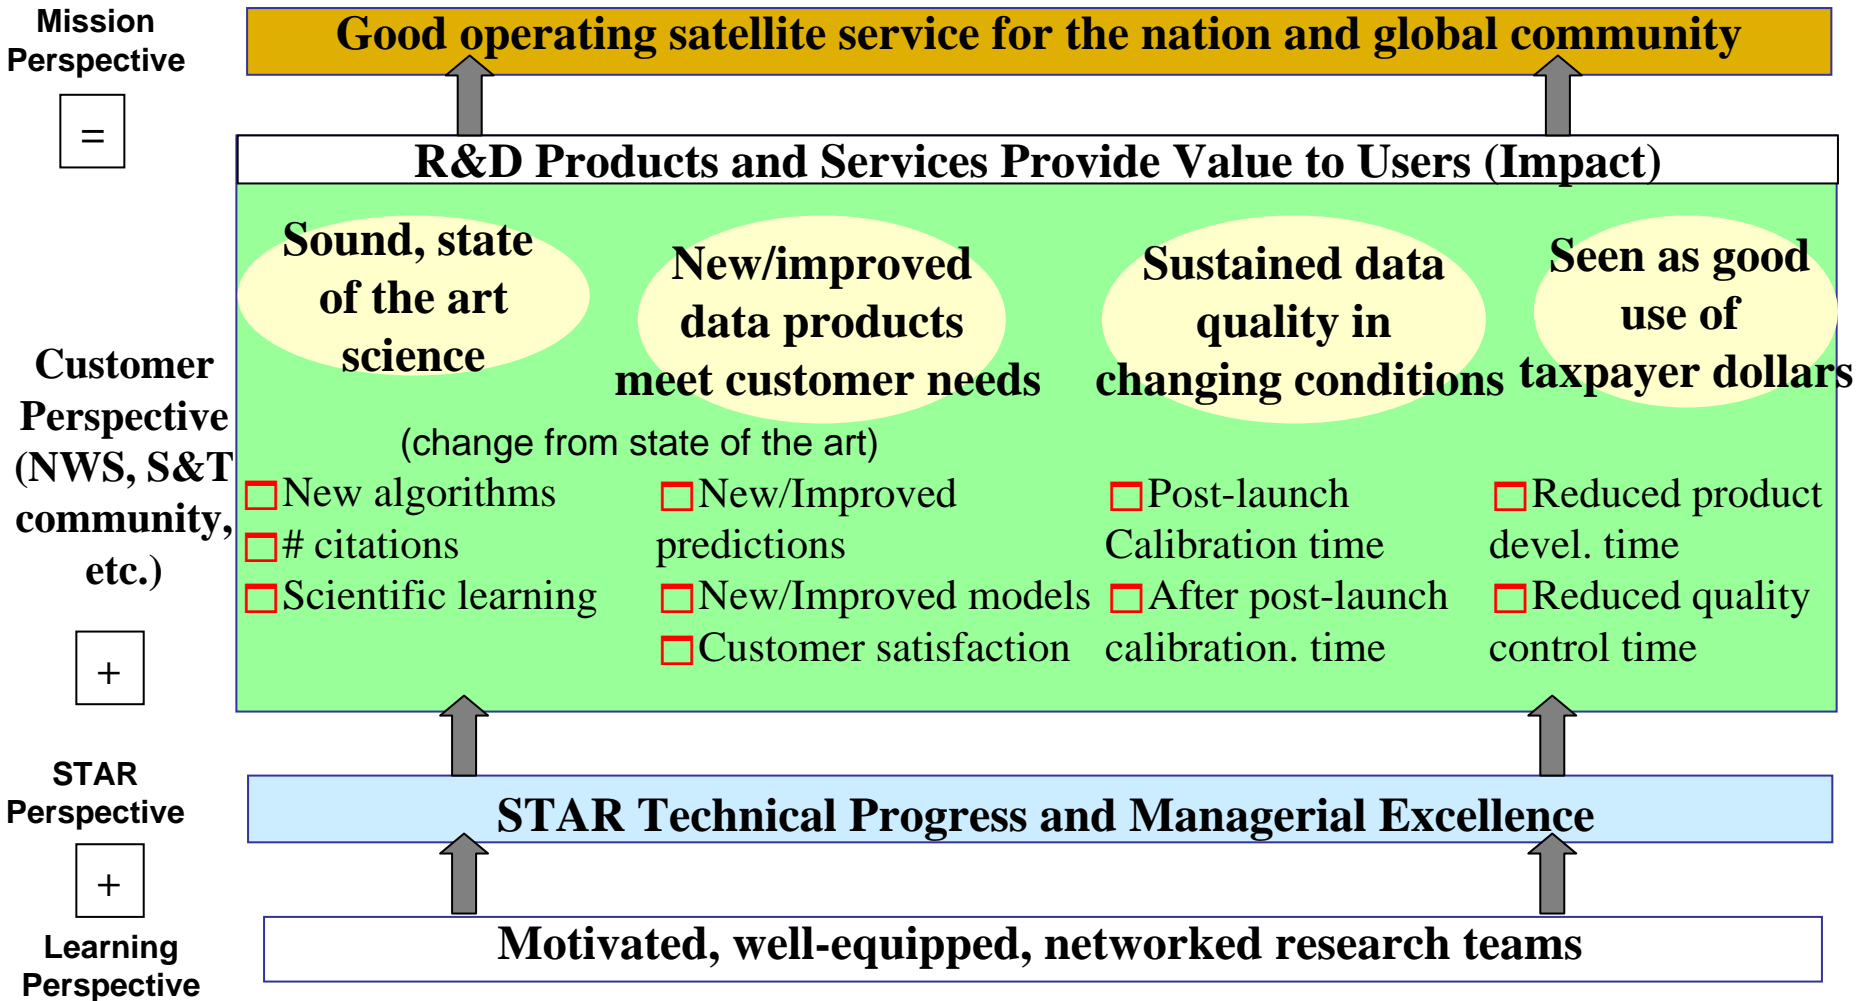 Mission
Perspective
Good operating satellite service for the nation and global community
=
R&D Products and Services Provide Value to Users (Impact)
Customer
Perspective
(NWS, S&T
community,
etc.)
Sound, state
of the art
science
New/improved
data products
meet customer needs
Sustained data
quality in
changing conditions
Seen as good
use of
taxpayer dollars
(change from state of the art)
New algorithms
# citations
Scientific learning
New/Improved
predictions
New/Improved models
Customer satisfaction
Post-launch
Calibration time
After post-launch
calibration. time
Reduced product
devel. time
Reduced quality
control time
+
STAR
Perspective
STAR Technical Progress and Managerial Excellence
+
Learning
Perspective
Motivated, well-equipped, networked research teams